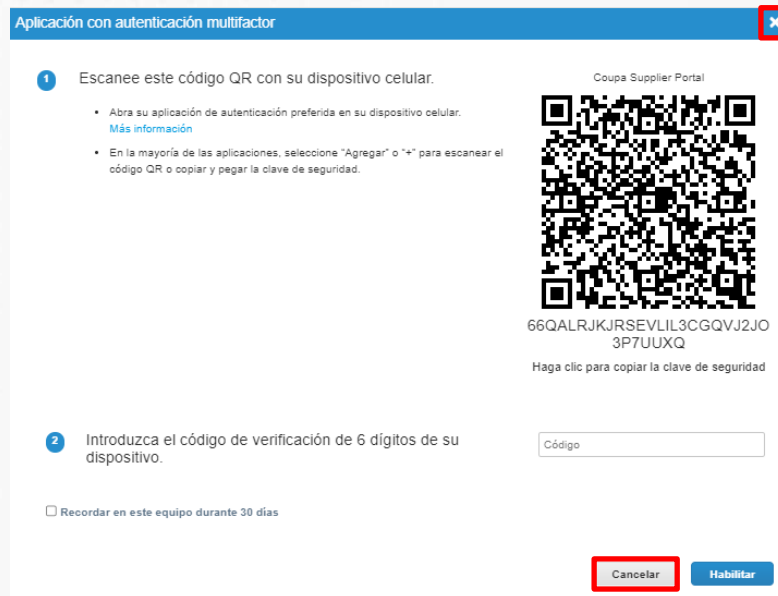 Aplicación con autenticación multifactor
x
1 Escanee este código QR con su dispositivo celular.
• Abra su aplicación de autenticación preferida en su dispositivo celular.
Más información
• En la mayoría de las aplicaciones, seleccione "Agregar" o "+" para escanear el
código QR o copiar y pegar la clave de seguridad.
Coupa Supplier Portal
66QALRJKJRSEVLIL3CGQVJ2JO
3P7UUXQ
Haga clic para copiar la clave de seguridad
2 Introduzca el código de verificación de 6 dígitos de su
dispositivo.
Código
Recordar en este equipo durante 30 días
Cancelar
Habilitar